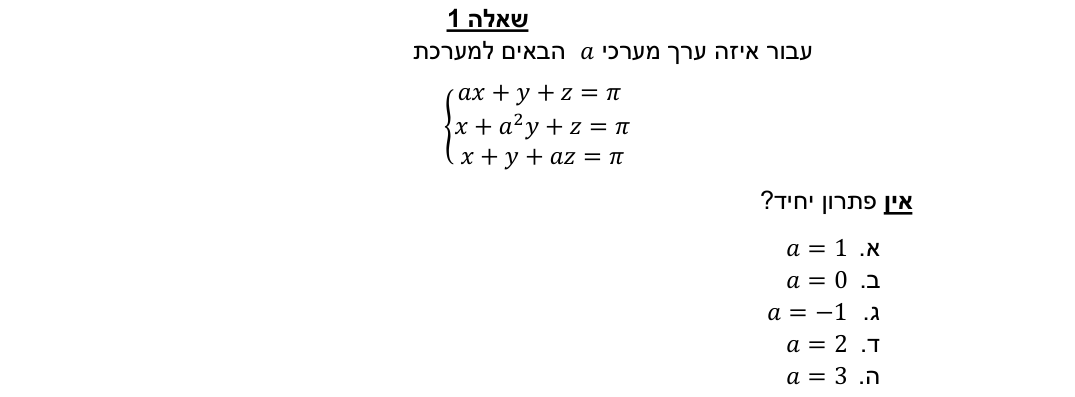 שאלה 1
עבור איזה ערך מערכי a הבאים למערכת
ax + y + z = π
x + a²y + z = π
x + y + az = π
אין פתרון יחיד?
א. a = 1
ב. a = 0
ג. a = −1
ד. a = 2
ה. a = 3